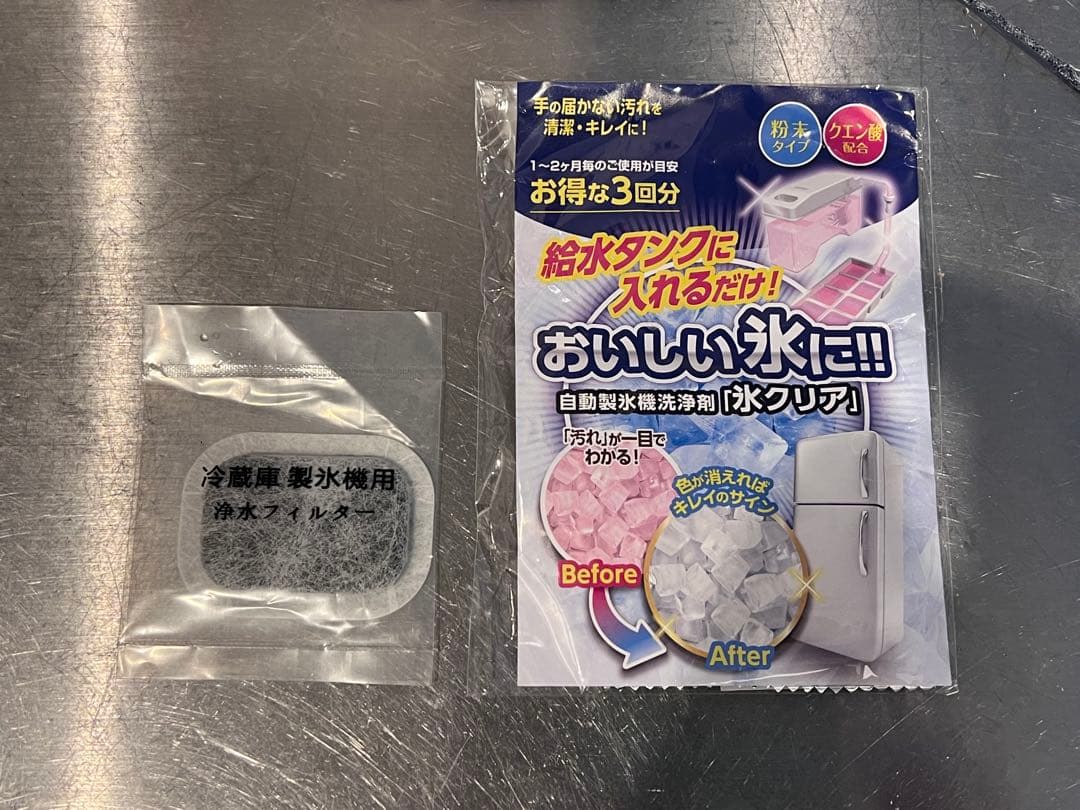 手の届かない汚れを
清潔・キレイに!
粉末
タイプ
クエン酸
配合
1〜2ヶ月毎のご使用が目安
お得な3回分
給水タンクに
入れるだけ!
おいしい氷に!!
自動製氷機洗浄剤「氷クリア」
「汚れ」が一目で
わかる!
色が消えれば
キレイのサイン
Before
After
冷蔵庫 製氷機用
浄水フィルター